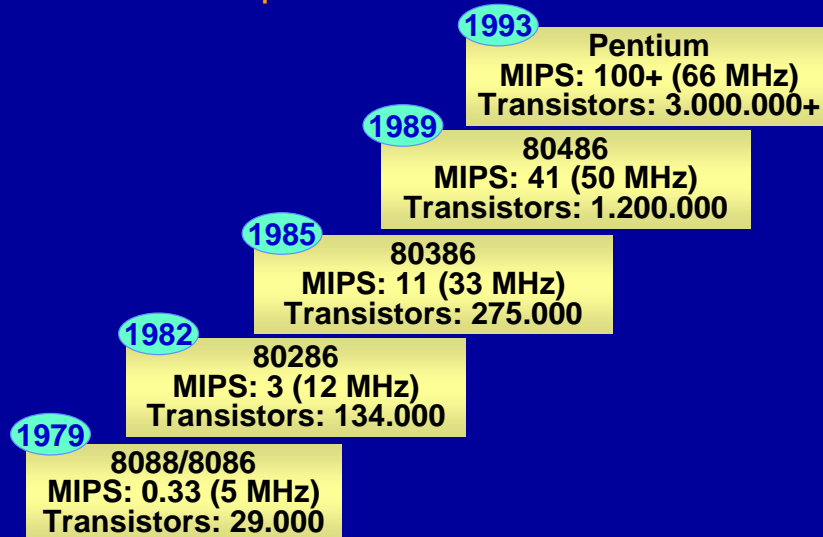 1993
Pentium
MIPS: 100+ (66 MHz)
Transistors: 3.000.000+
1989
80486
MIPS: 41 (50 MHz)
Transistors: 1.200.000
1985
80386
MIPS: 11 (33 MHz)
Transistors: 275.000
1982
80286
MIPS: 3 (12 MHz)
Transistors: 134.000
1979
8088/8086
MIPS: 0.33 (5 MHz)
Transistors: 29.000